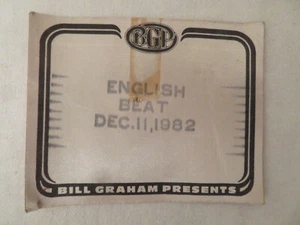 BGP
ENGLISH
BEAT
DEC.11,1982
BILL GRAHAM PRESENTS